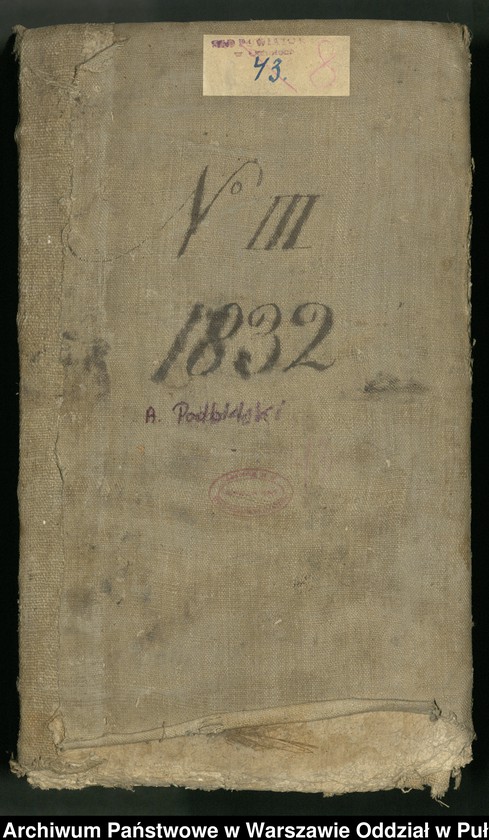 43.
8
Nº III
1832
A. Podbielski
Archiwum Państwowe w Warszawie Oddział w Puł